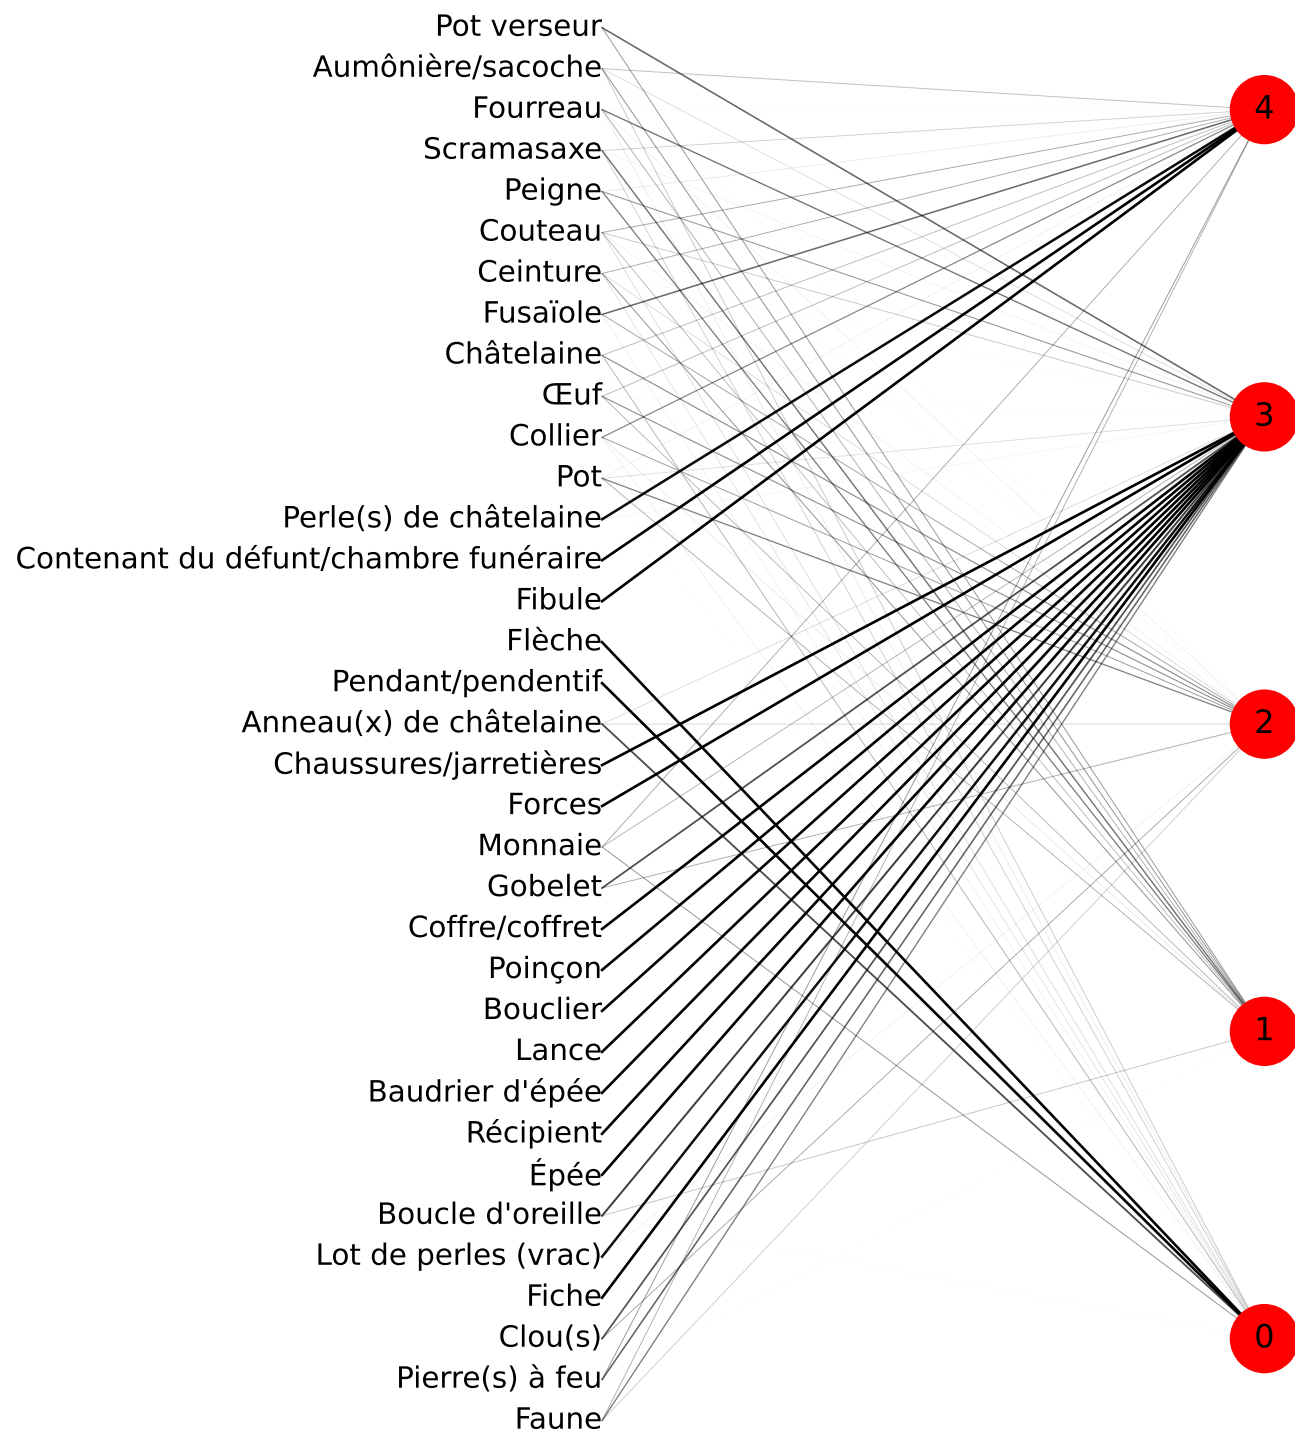 Pot verseur
Aumônière/sacoche
Fourreau
4
Scramasaxe
Peigne
Couteau
Ceinture
Fusaïole
Châtelaine
Œuf
3
Collier
Pot
Perle(s) de châtelaine
Contenant du défunt/chambre funéraire
Fibule
Flèche
Pendant/pendentif
Anneau(x) de châtelaine
2
Chaussures/jarretières
Forces
Monnaie
Gobelet
Coffre/coffret
Poinçon
Bouclier
1
Lance
Baudrier d'épée
Récipient
Épée
Boucle d'oreille
Lot de perles (vrac)
Fiche
Clou(s)
0
Pierre(s) à feu
Faune